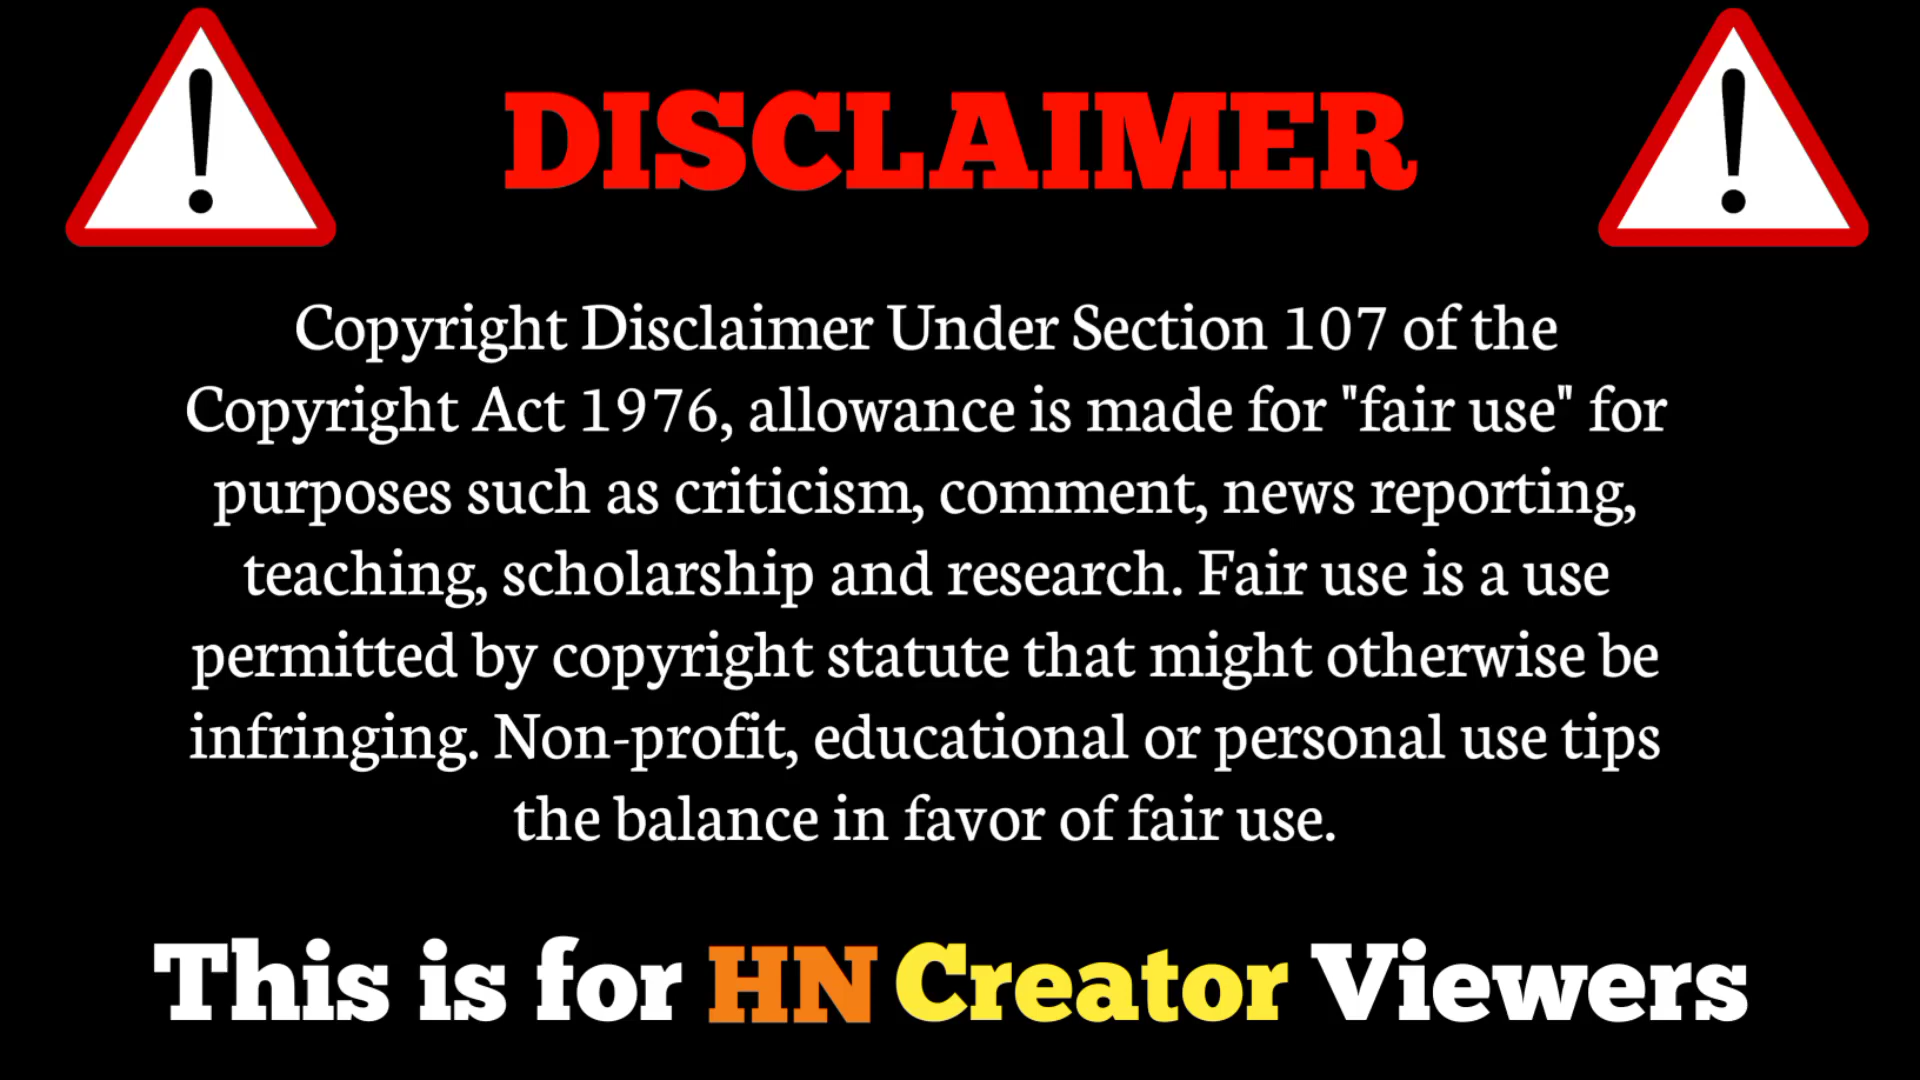 DISCLAIMER
Copyright Disclaimer Under Section 107 of the
Copyright Act 1976, allowance is made for "fair use" for
purposes such as criticism, comment, news reporting,
teaching, scholarship and research. Fair use is a use
permitted by copyright statute that might otherwise be
infringing. Non-profit, educational or personal use tips
the balance in favor of fair use.
This is for HN Creator Viewers